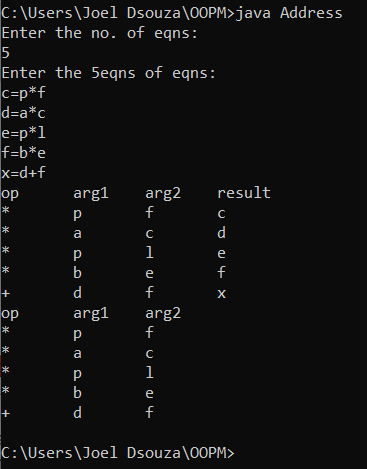 C:\Users\Joel Dsouza\OOPM>java Address
Enter the no. of eqns:
5
Enter the 5eqns of eqns:
c=p*f
d=a*c
e=p*l
f=b*e
x=d+f
op arg1 arg2 result
* p f c
* a c d
* p l e
* b e f
+ d f x
op arg1 arg2
* p f
* a c
* p l
* b e
+ d f
C:\Users\Joel Dsouza\OOPM>